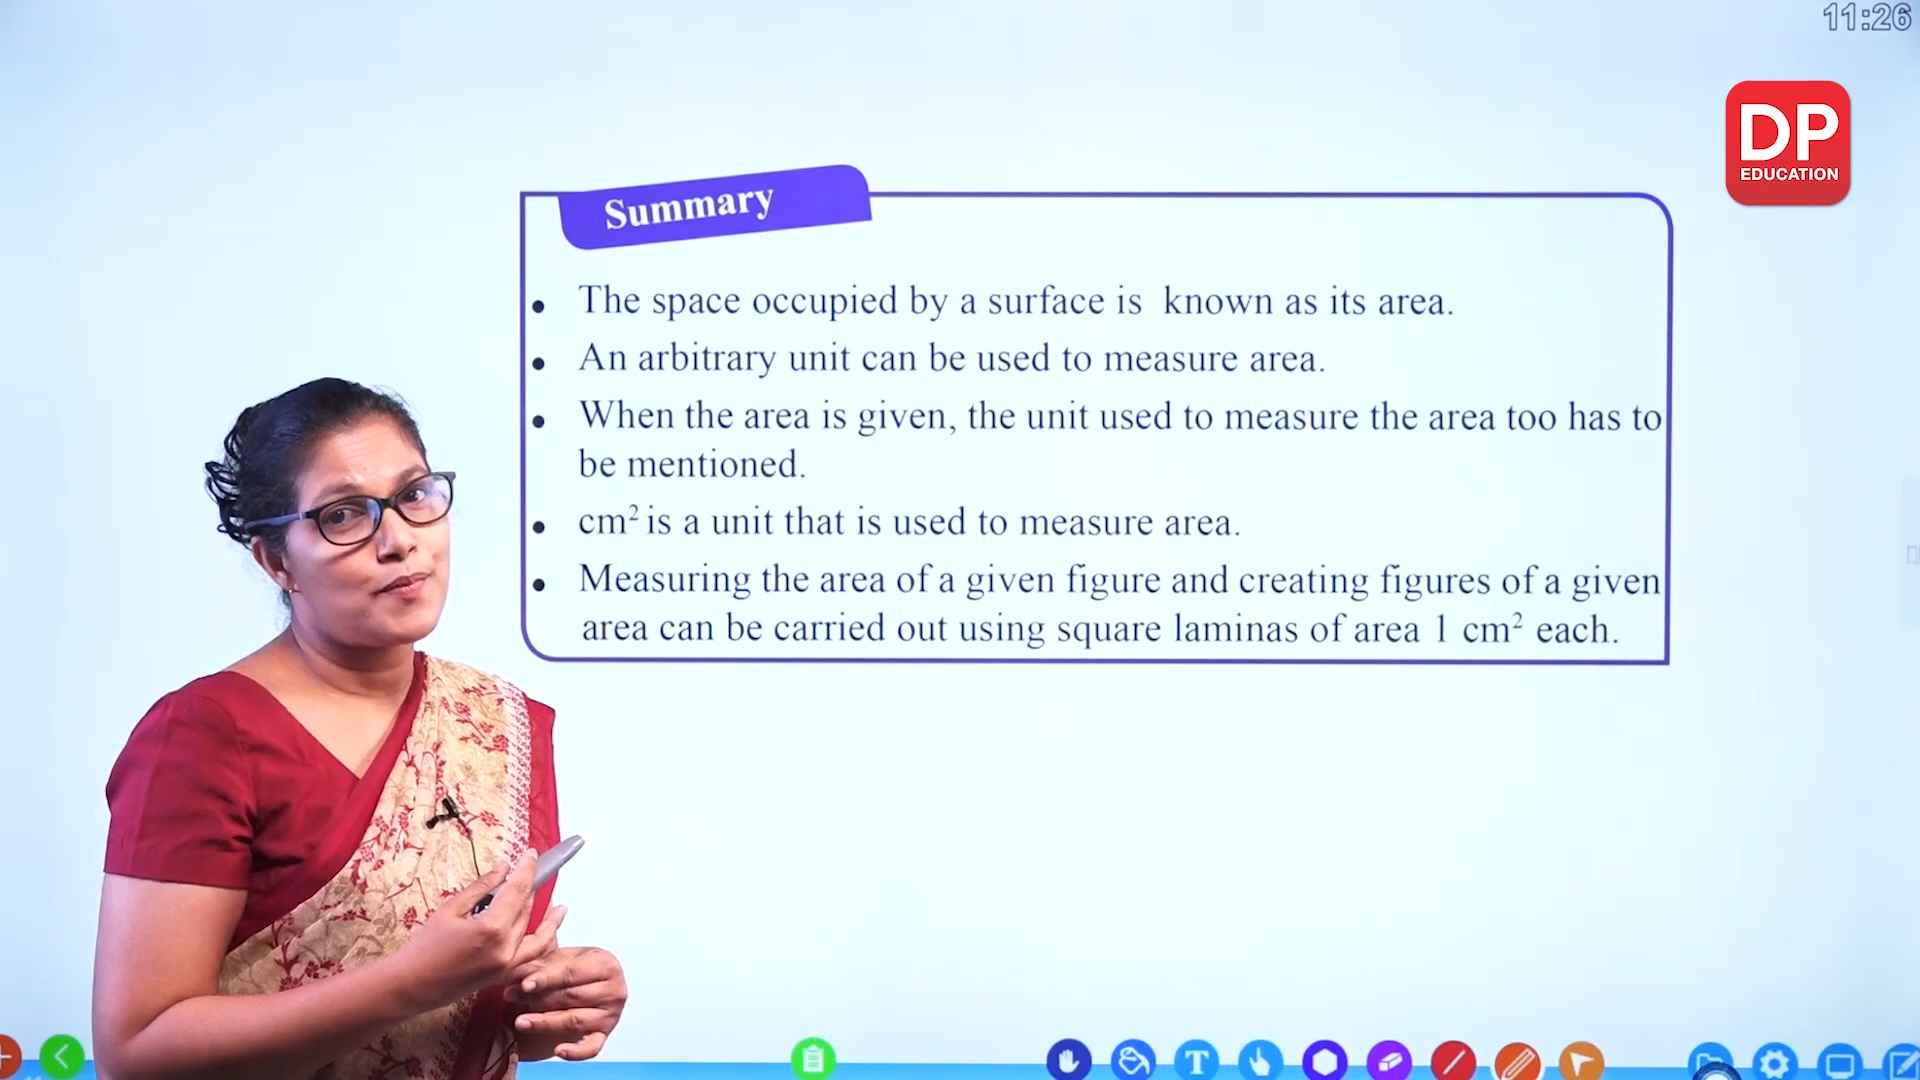 11:26
DP
EDUCATION
Summary
• The space occupied by a surface is known as its area.
• An arbitrary unit can be used to measure area.
• When the area is given, the unit used to measure the area too has to
be mentioned.
• cm² is a unit that is used to measure area.
• Measuring the area of a given figure and creating figures of a given
area can be carried out using square laminas of area 1 cm² each.
T